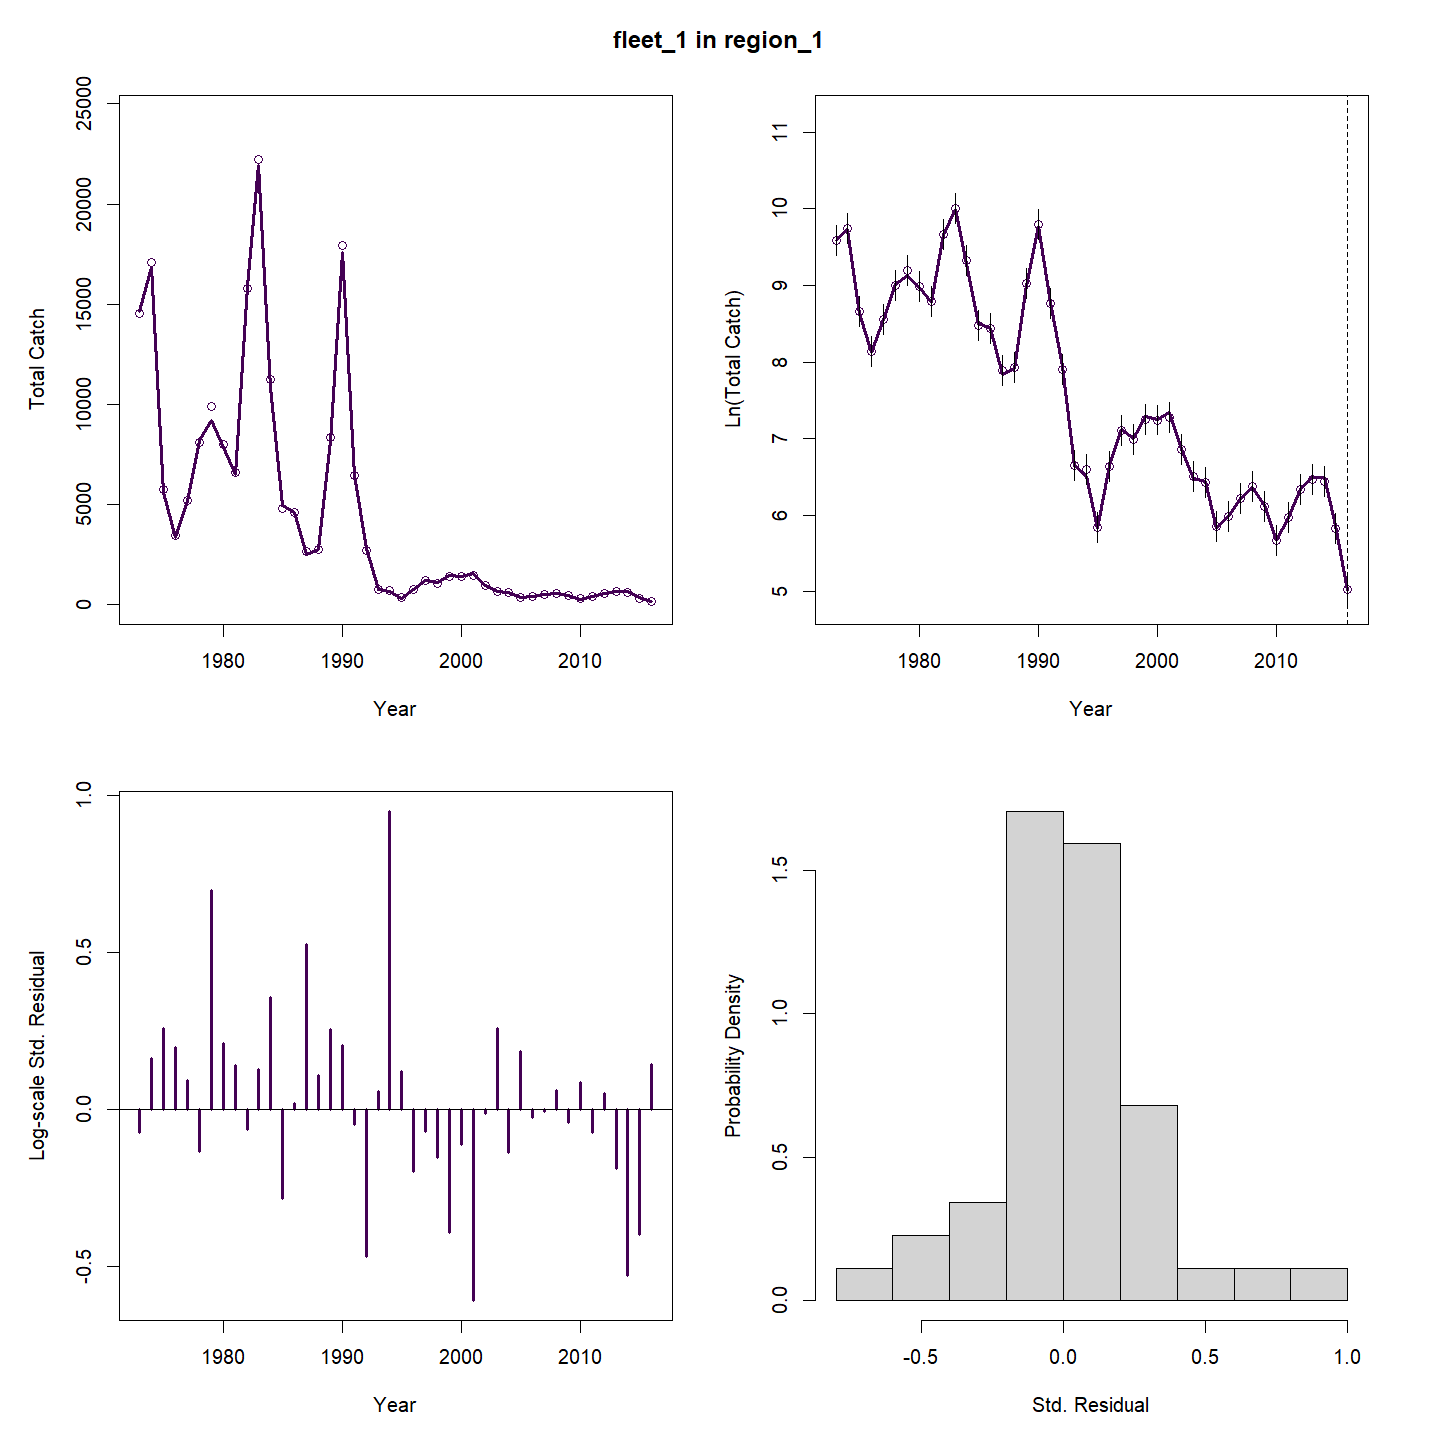 fleet_1 in region_1
Total Catch
0 5000 10000 15000 20000 25000
1980 1990 2000 2010
Year
Ln(Total Catch)
5 6 7 8 9 10 11
1980 1990 2000 2010
Year
Log-scale Std. Residual
-0.5 0.0 0.5 1.0
1980 1990 2000 2010
Year
Probability Density
0.0 0.5 1.0 1.5
-0.5 0.0 0.5 1.0
Std. Residual